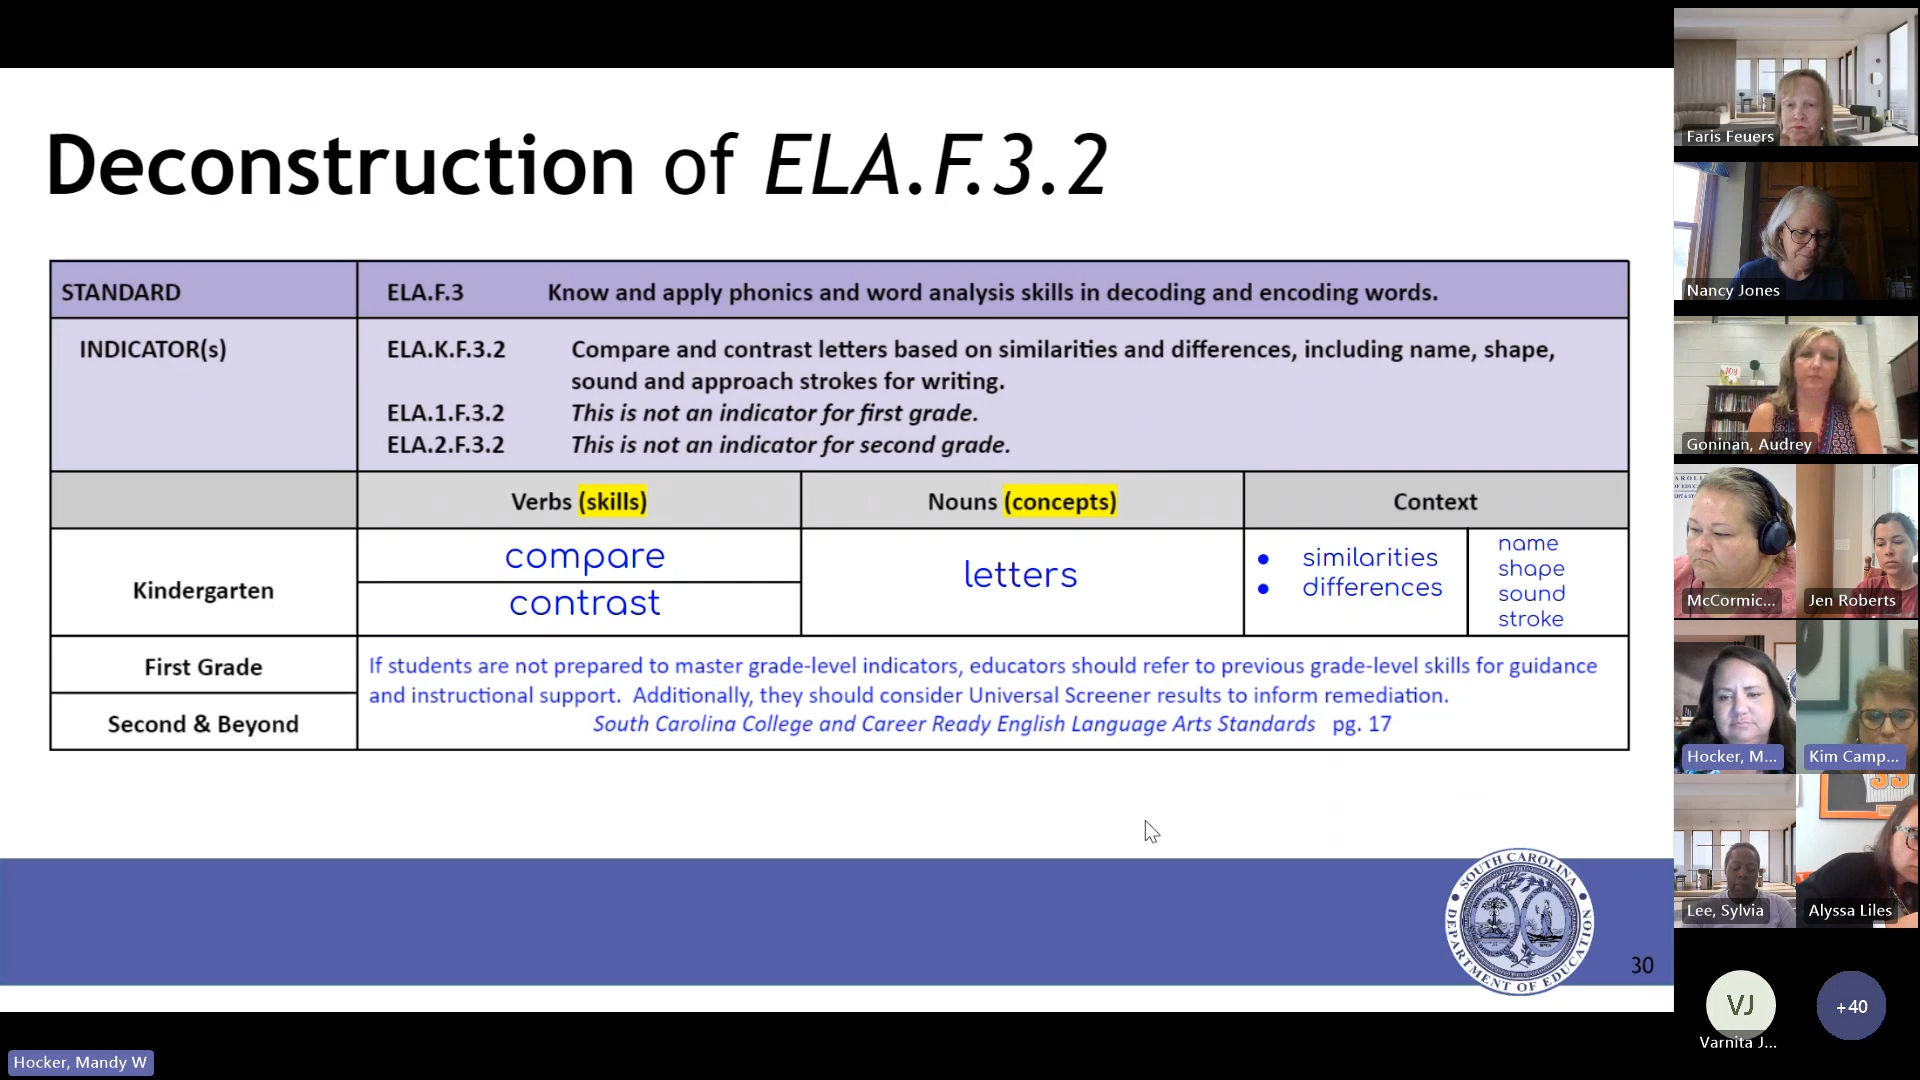 Deconstruction of ELA.F.3.2
STANDARD ELA.F.3 Know and apply phonics and word analysis skills in decoding and encoding words.
INDICATOR(s) ELA.K.F.3.2 Compare and contrast letters based on similarities and differences, including name, shape,
sound and approach strokes for writing.
ELA.1.F.3.2 This is not an indicator for first grade.
ELA.2.F.3.2 This is not an indicator for second grade.
Verbs (skills) Nouns (concepts) Context
Kindergarten
compare
contrast
letters
• similarities
• differences
name
shape
sound
stroke
First Grade
Second & Beyond
If students are not prepared to master grade-level indicators, educators should refer to previous grade-level skills for guidance
and instructional support. Additionally, they should consider Universal Screener results to inform remediation.
South Carolina College and Career Ready English Language Arts Standards pg. 17
SOUTH CAROLINA
DEPARTMENT OF EDUCATION
30
Hocker, Mandy W
Faris Feuers
Nancy Jones
Goninan, Audrey
McCormic...
Jen Roberts
Hocker, M...
Kim Camp...
Lee, Sylvia
Alyssa Liles
VJ
Varnita J...
+40